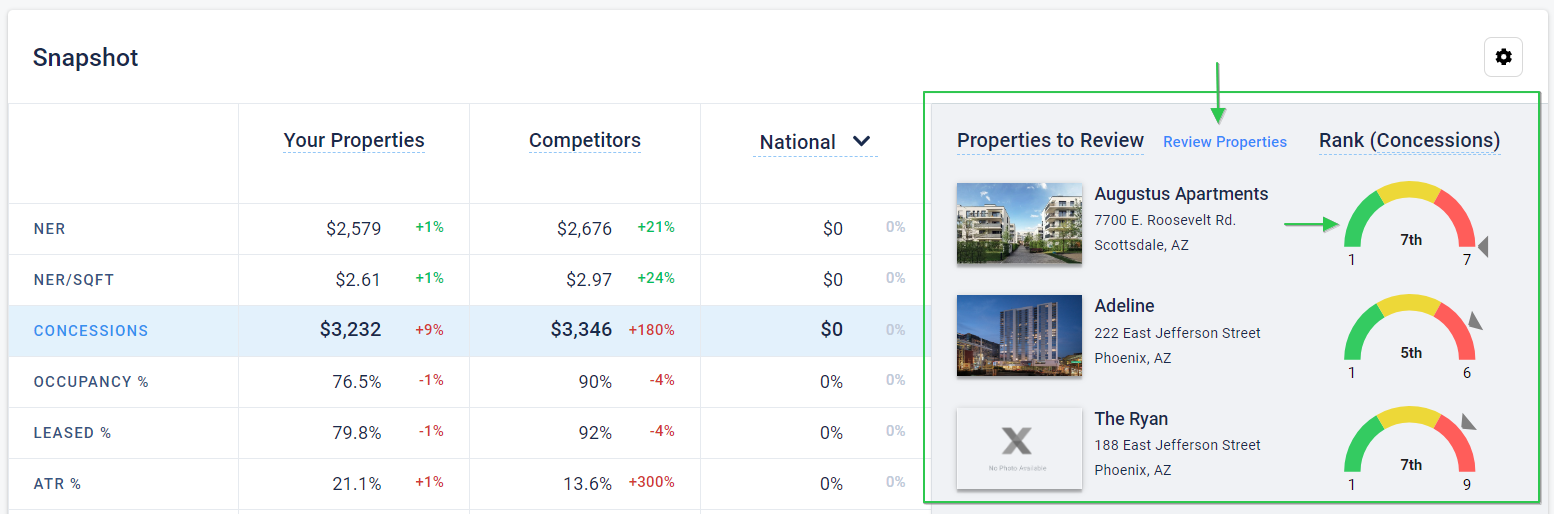 Snapshot
Your Properties Competitors National
NER $2,579 +1% $2,676 +21% $0 0%
NER/SQFT $2.61 +1% $2.97 +24% $0 0%
CONCESSIONS $3,232 +9% $3,346 +180% $0 0%
OCCUPANCY % 76.5% -1% 90% -4% 0% 0%
LEASED % 79.8% -1% 92% -4% 0% 0%
ATR % 21.1% +1% 13.6% +300% 0% 0%
Properties to Review Review Properties Rank (Concessions)
Augustus Apartments
7700 E. Roosevelt Rd.
Scottsdale, AZ
7th
1 7
Adeline
222 East Jefferson Street
Phoenix, AZ
5th
1 6
X
No Photo Available
The Ryan
188 East Jefferson Street
Phoenix, AZ
7th
1 9